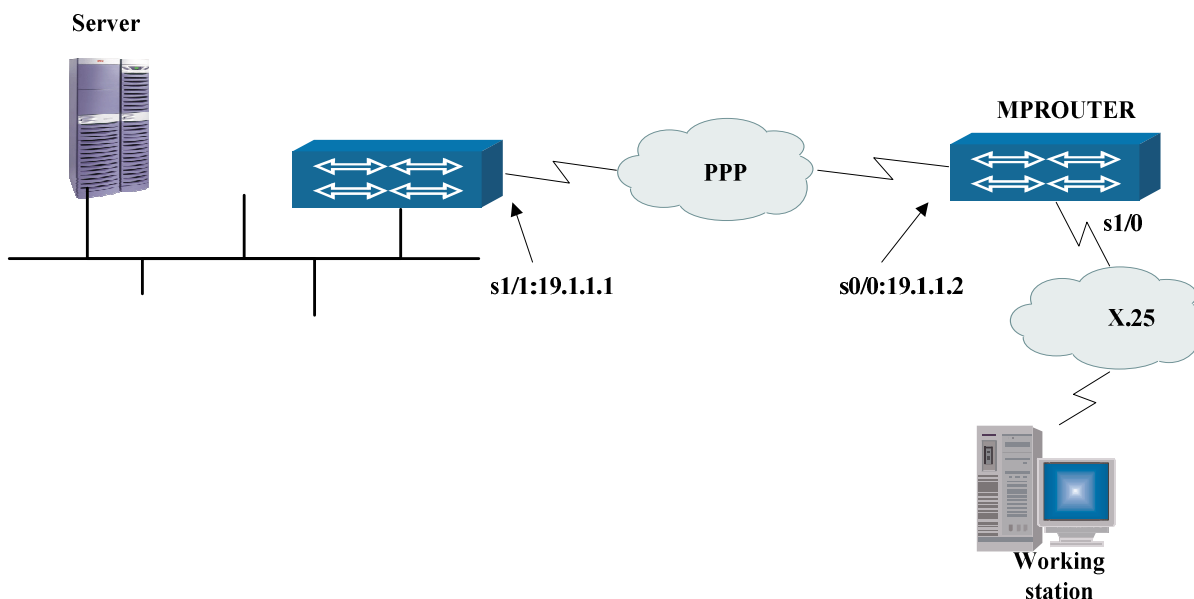 Server
MPROUTER
PPP
s1/0
s1/1:19.1.1.1
s0/0:19.1.1.2
X.25
Working
station